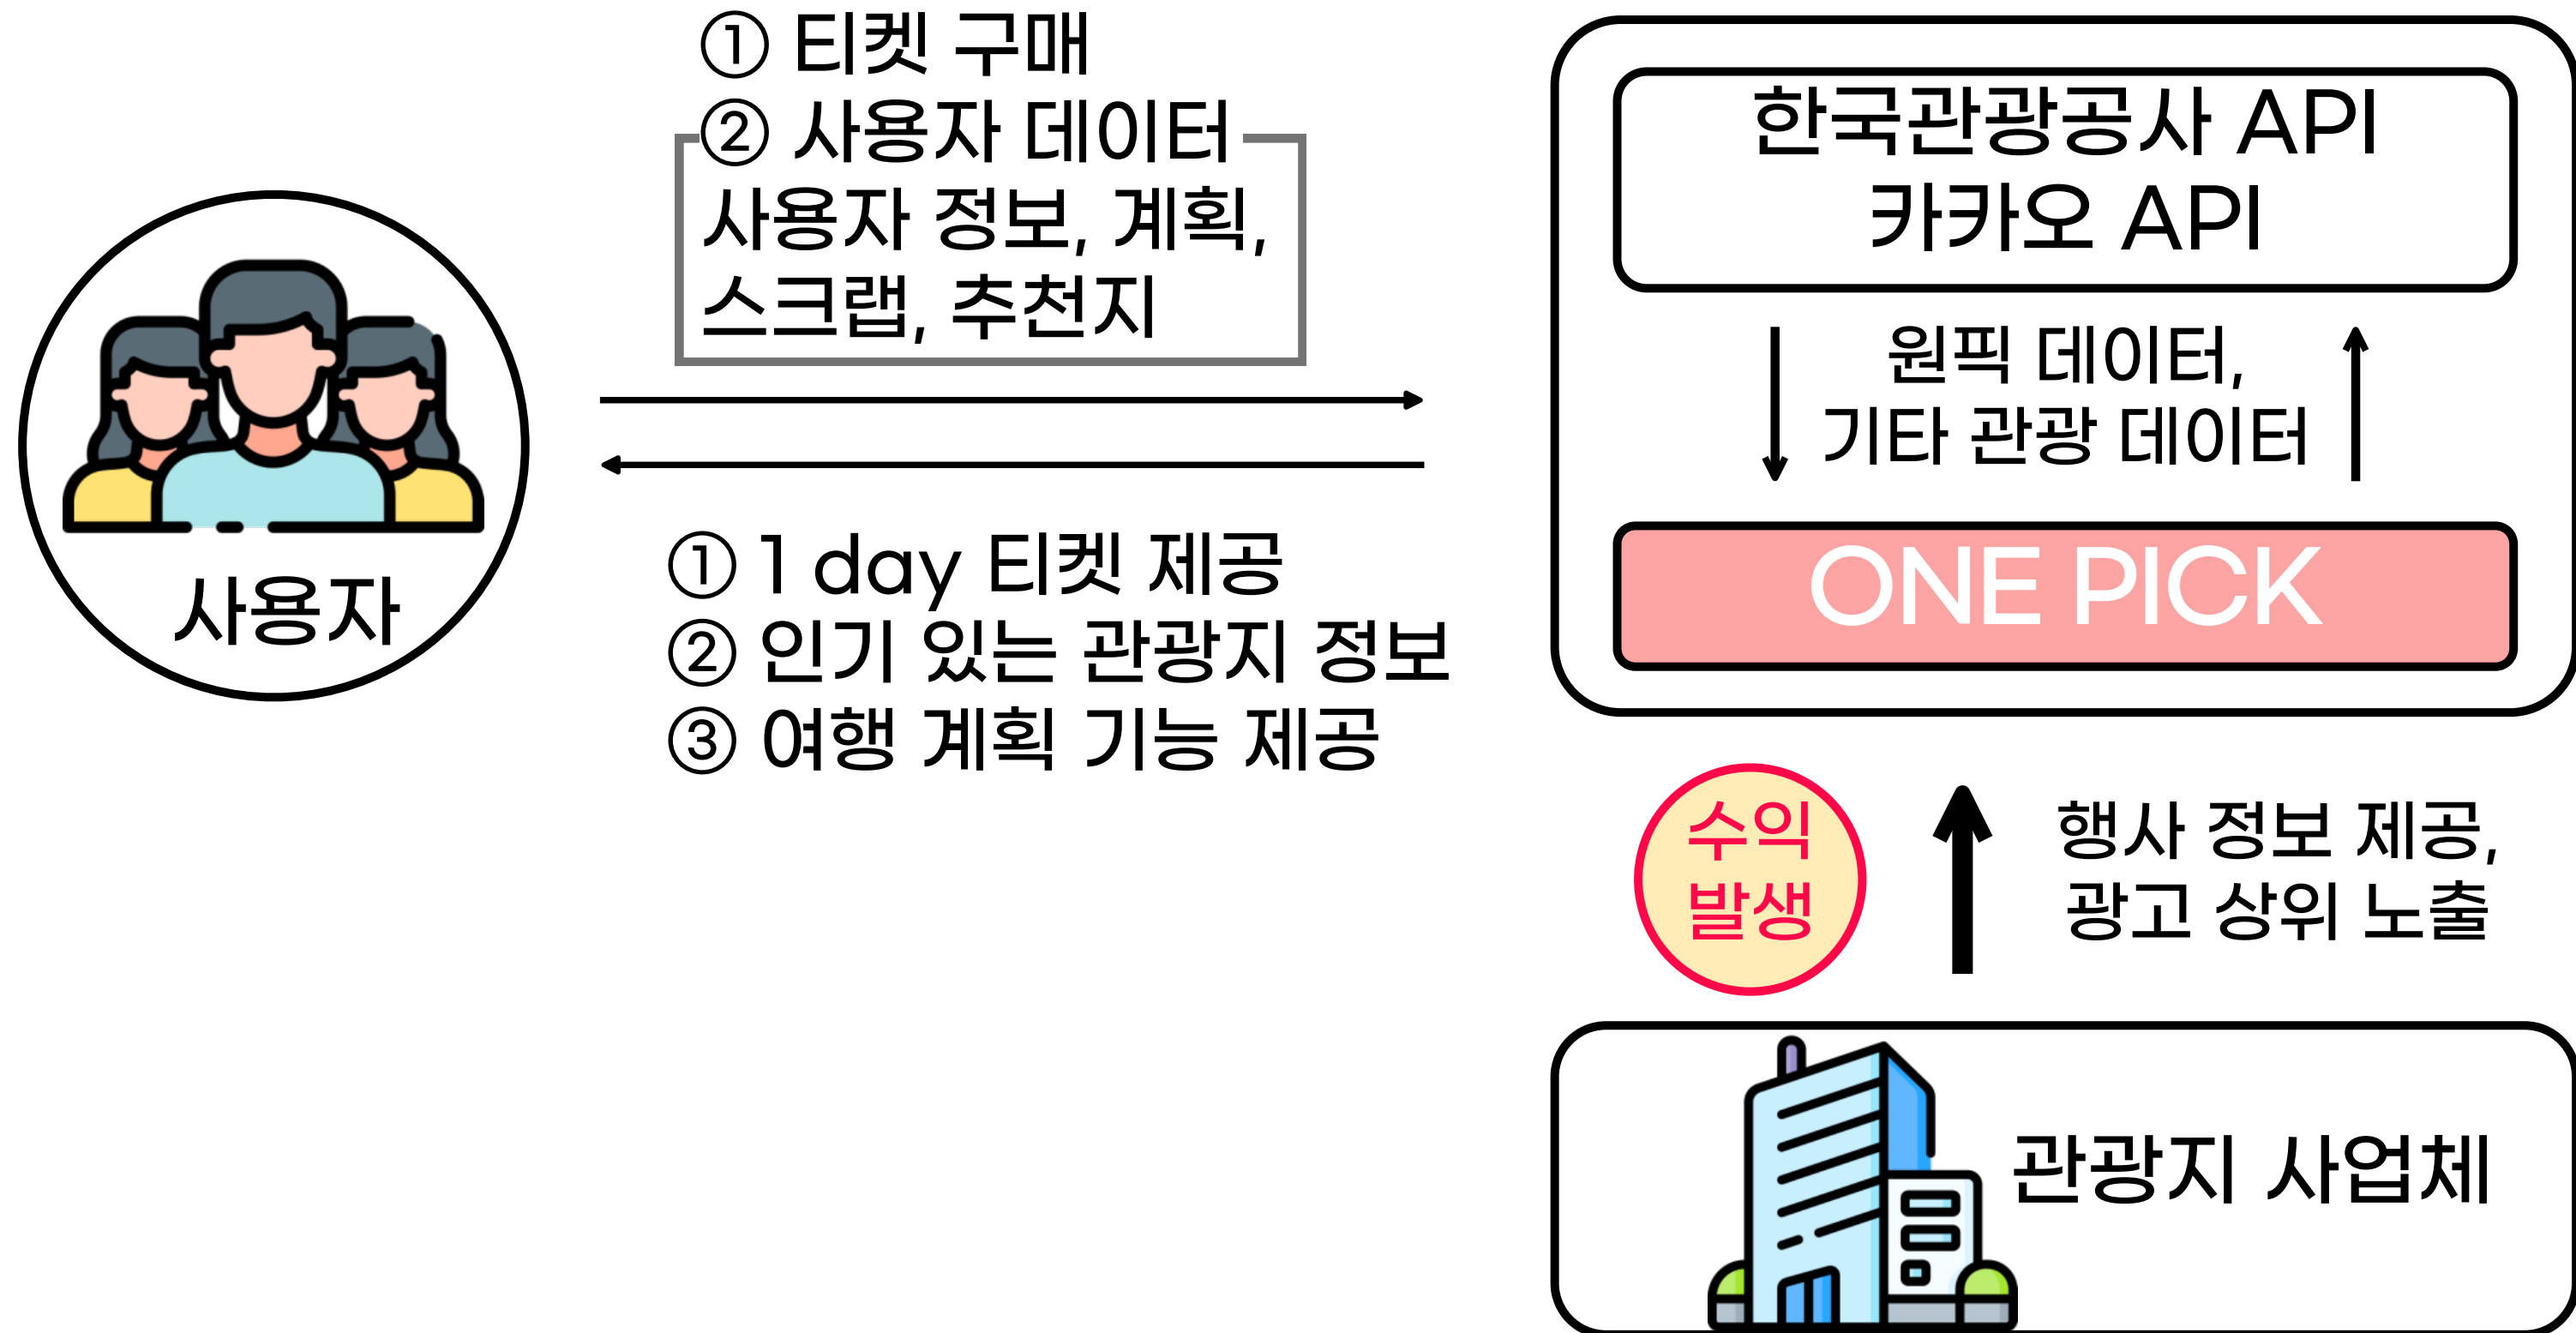 ① 티켓 구매
② 사용자 데이터
사용자 정보, 계획,
스크랩, 추천지
사용자
① 1 day 티켓 제공
② 인기 있는 관광지 정보
③ 여행 계획 기능 제공
한국관광공사 API
카카오 API
원픽 데이터,
기타 관광 데이터
ONE PICK
수익
발생
행사 정보 제공,
광고 상위 노출
관광지 사업체